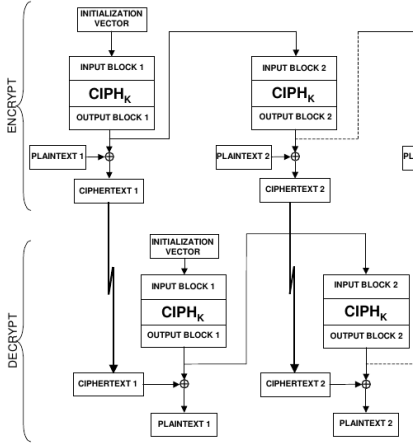 ENCRYPT
INITIALIZATION
VECTOR
INPUT BLOCK 1
CIPHK
OUTPUT BLOCK 1
PLAINTEXT 1
CIPHERTEXT 1
INPUT BLOCK 2
CIPHK
OUTPUT BLOCK 2
PLAINTEXT 2
CIPHERTEXT 2
DECRYPT
INITIALIZATION
VECTOR
INPUT BLOCK 1
CIPHK
OUTPUT BLOCK 1
CIPHERTEXT 1
PLAINTEXT 1
INPUT BLOCK 2
CIPHK
OUTPUT BLOCK 2
CIPHERTEXT 2
PLAINTEXT 2